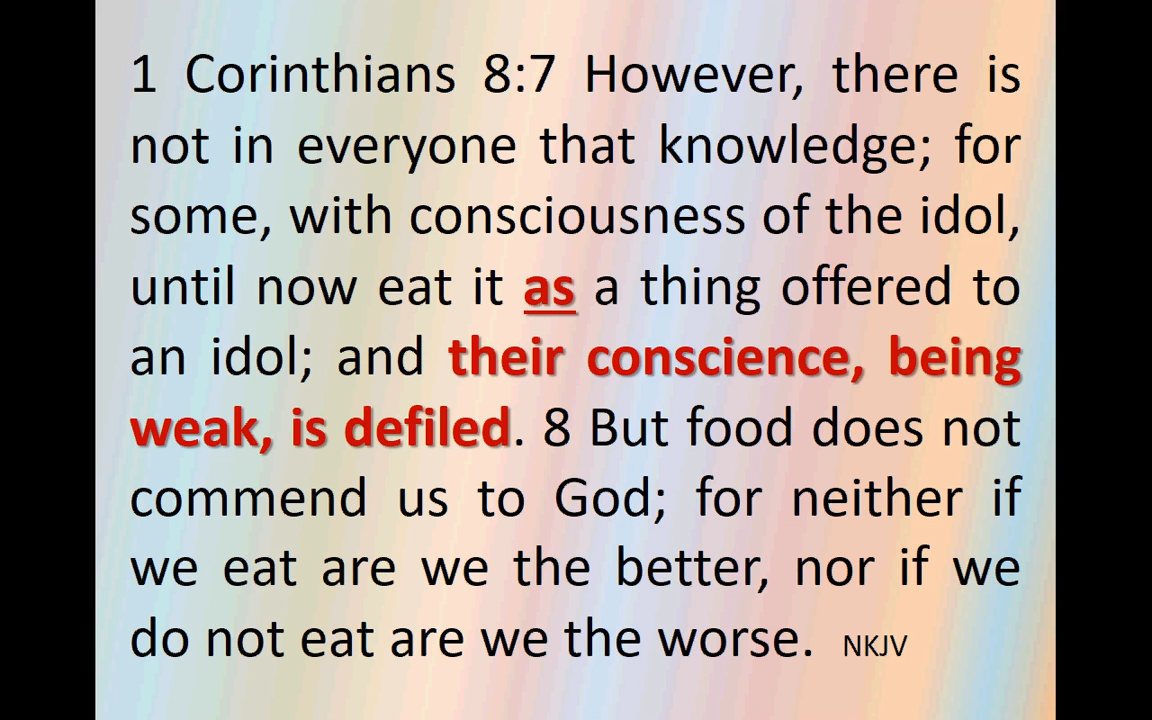 1 Corinthians 8:7 However, there is
not in everyone that knowledge; for
some, with consciousness of the idol,
until now eat it as a thing offered to
an idol; and their conscience, being
weak, is defiled. 8 But food does not
commend us to God; for neither if
we eat are we the better, nor if we
do not eat are we the worse. NKJV